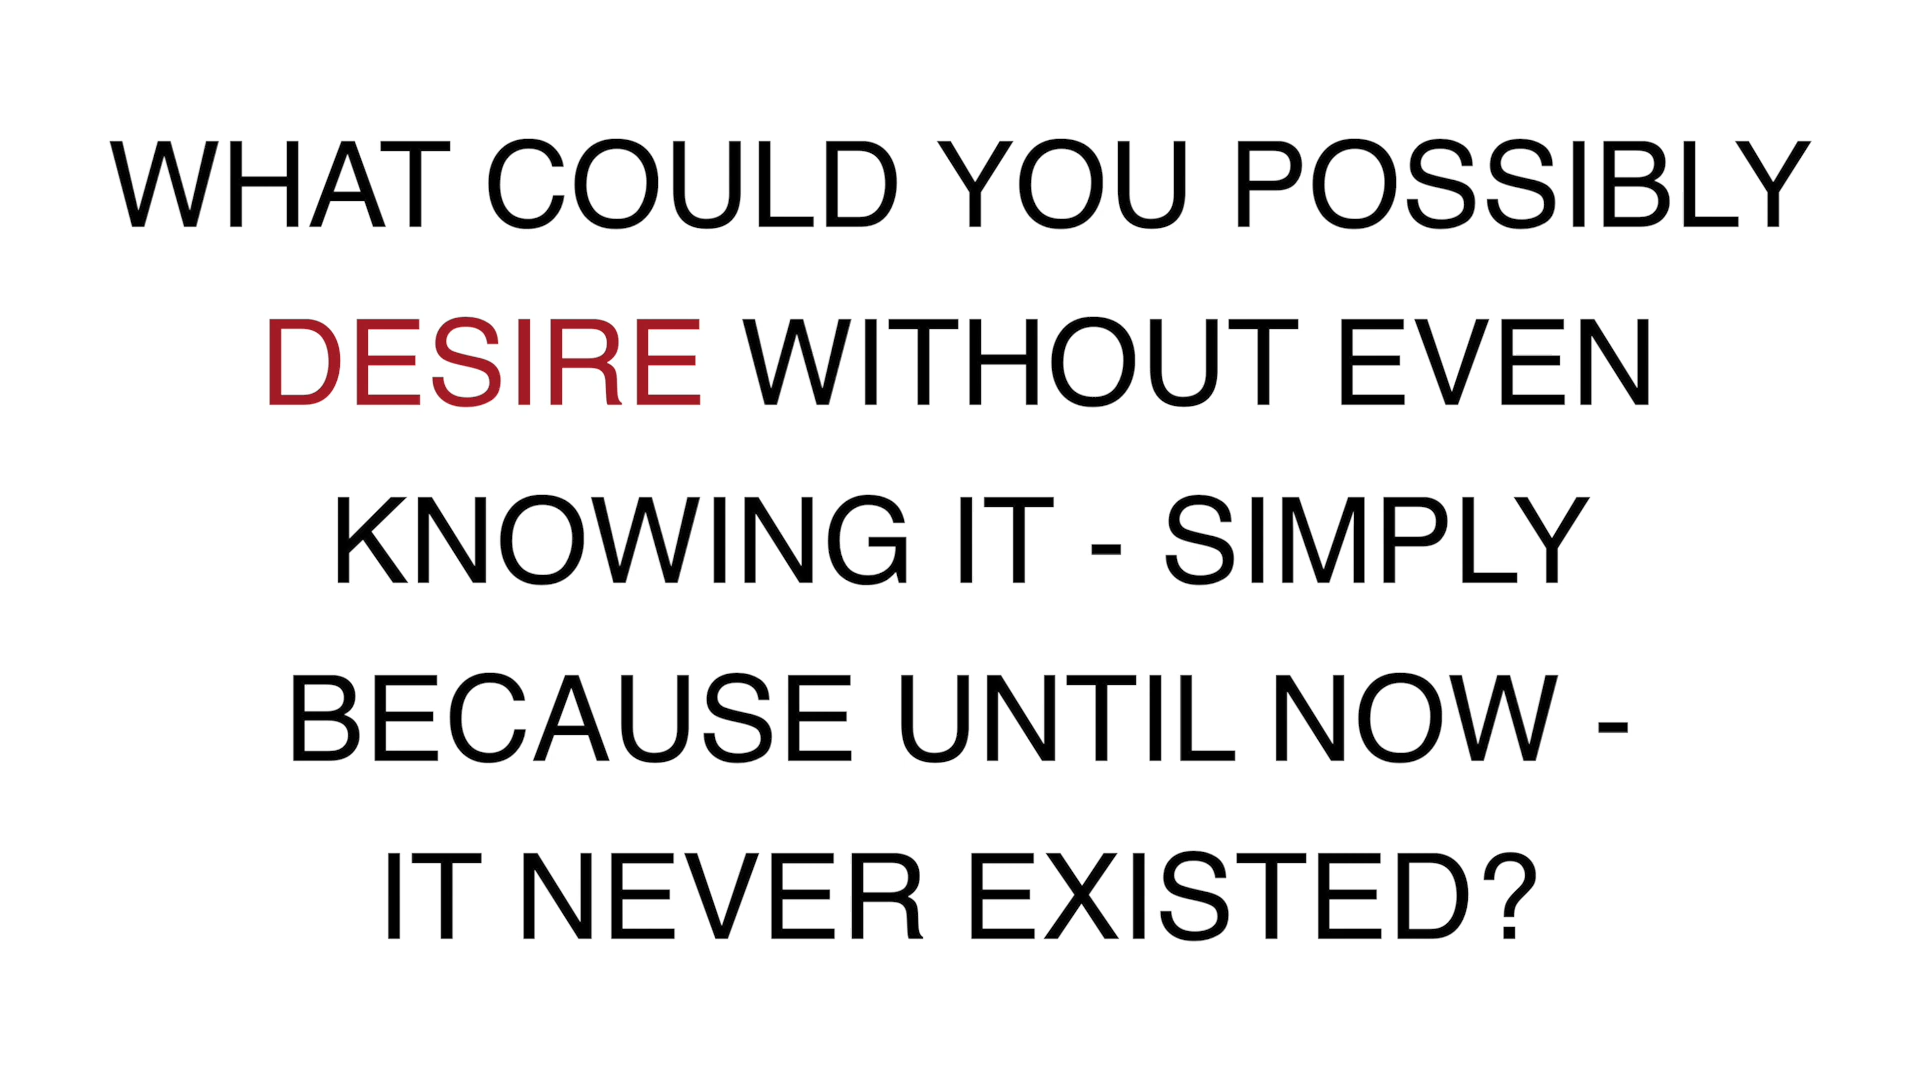 WHAT COULD YOU POSSIBLY
DESIRE WITHOUT EVEN
KNOWING IT - SIMPLY
BECAUSE UNTIL NOW -
IT NEVER EXISTED?